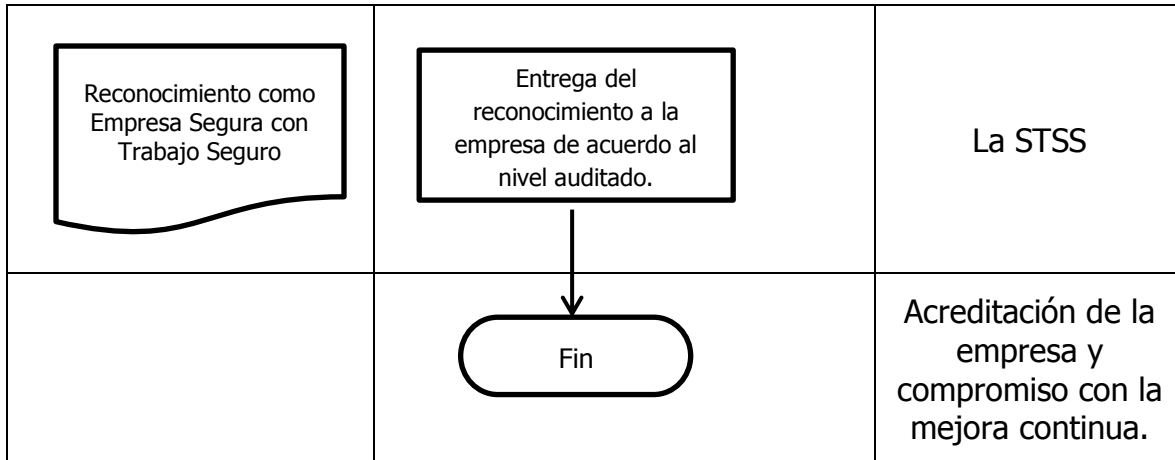 Reconocimiento como
Empresa Segura con
Trabajo Seguro
Entrega del
reconocimiento a la
empresa de acuerdo al
nivel auditado.
La STSS
Fin
Acreditación de la
empresa y
compromiso con la
mejora continua.